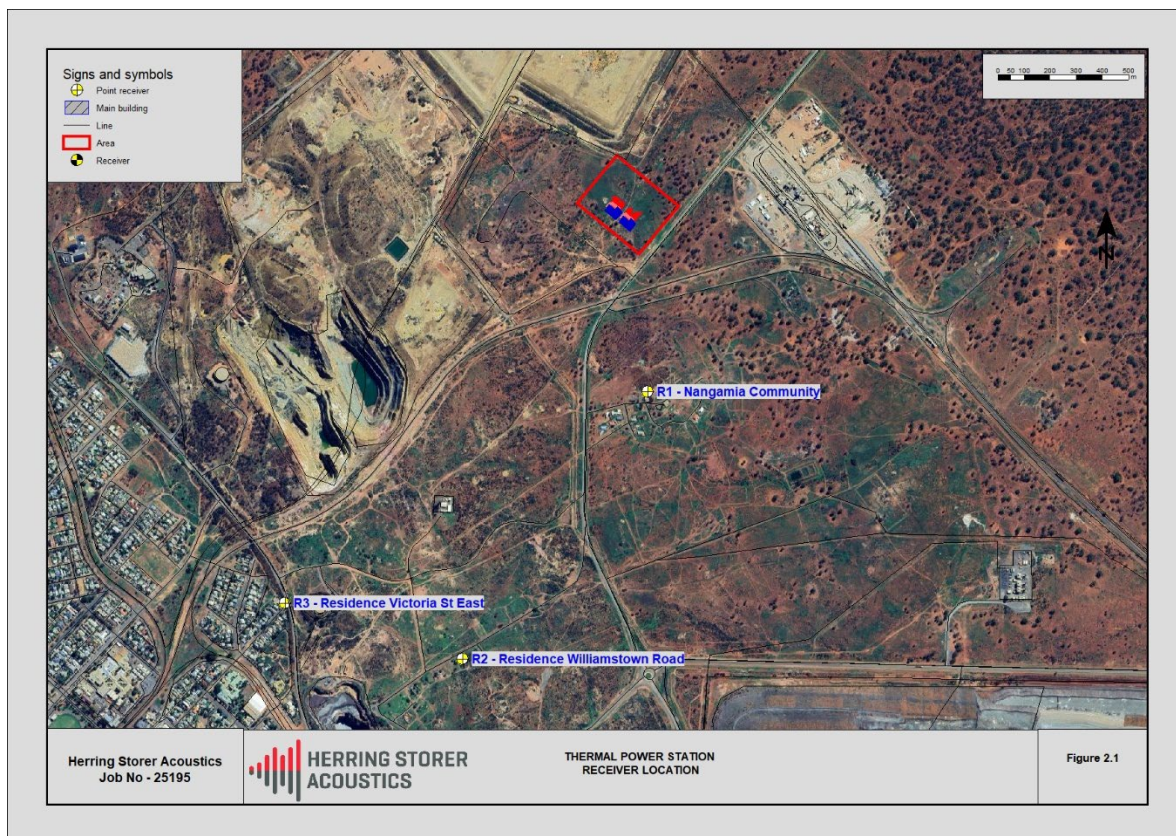 Signs and symbols
Point receiver
Main building
Line
Area
Receiver
0 50 100 200 300 400 500
m
N
R1 - Nangamia Community
R3 - Residence Victoria St East
R2 - Residence Williamstown Road
Herring Storer Acoustics
Job No - 25195
HERRING STORER
ACOUSTICS
THERMAL POWER STATION
RECEIVER LOCATION
Figure 2.1